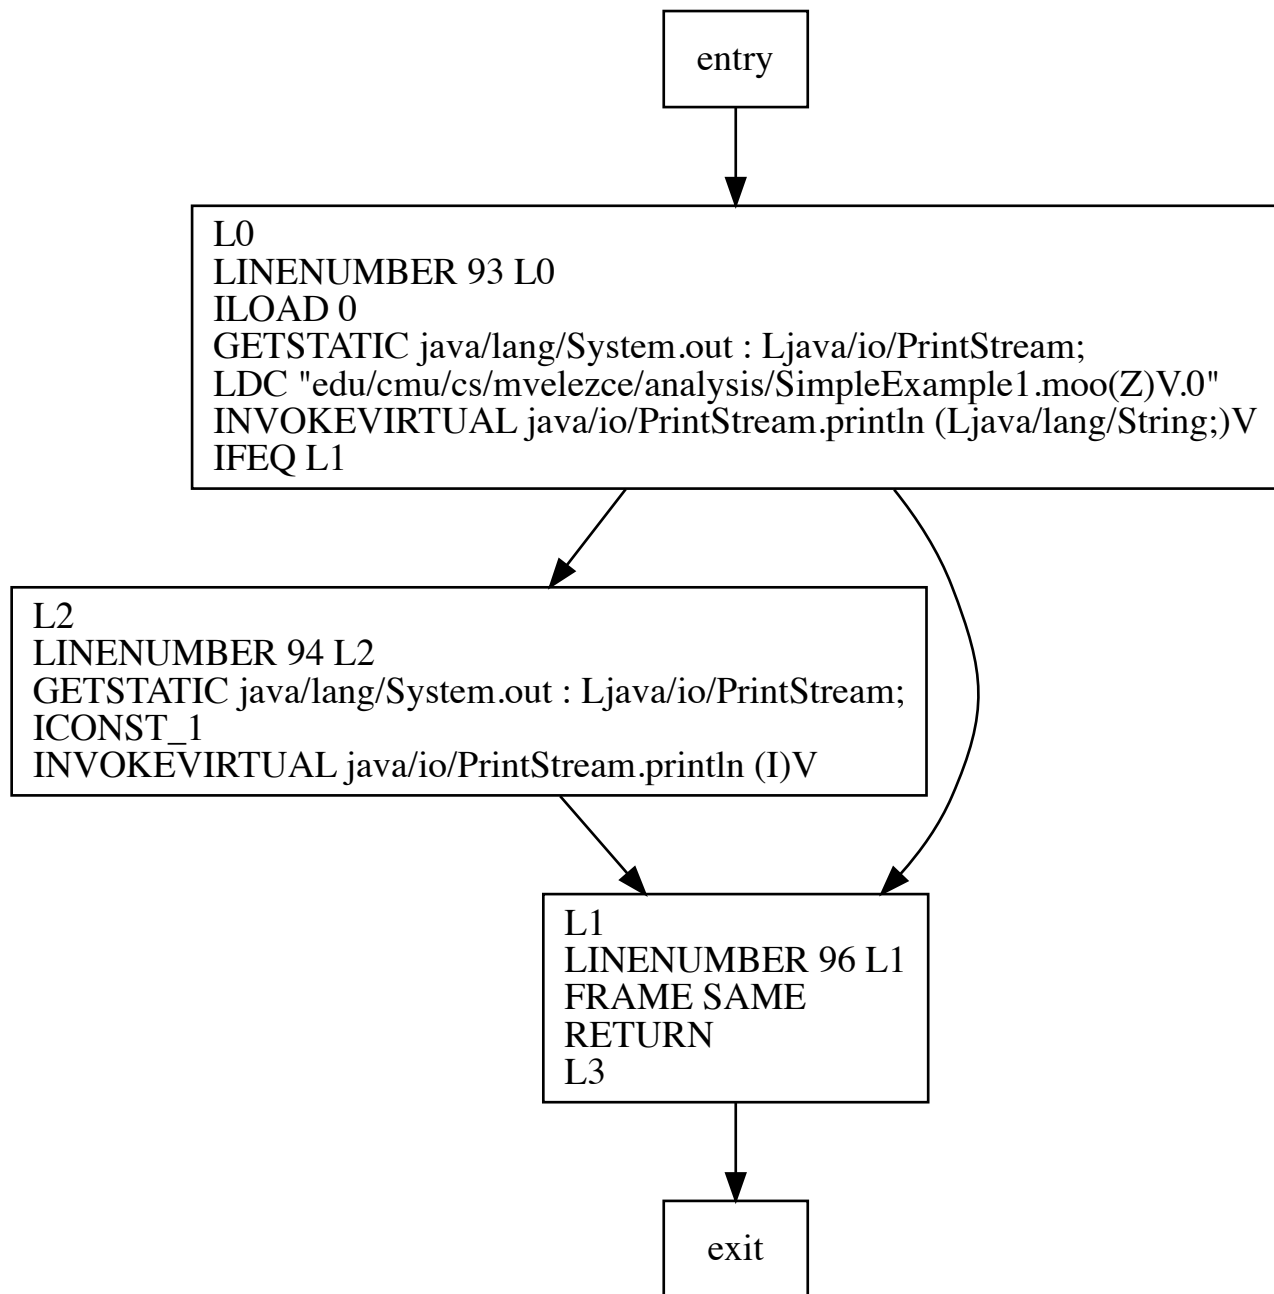 entry
L0
LINENUMBER 93 L0
ILOAD 0
GETSTATIC java/lang/System.out : Ljava/io/PrintStream;
LDC "edu/cmu/cs/mvelezce/analysis/SimpleExample1.moo(Z)V.0"
INVOKEVIRTUAL java/io/PrintStream.println (Ljava/lang/String;)V
IFEQ L1
L2
LINENUMBER 94 L2
GETSTATIC java/lang/System.out : Ljava/io/PrintStream;
ICONST_1
INVOKEVIRTUAL java/io/PrintStream.println (I)V
L1
LINENUMBER 96 L1
FRAME SAME
RETURN
L3
exit